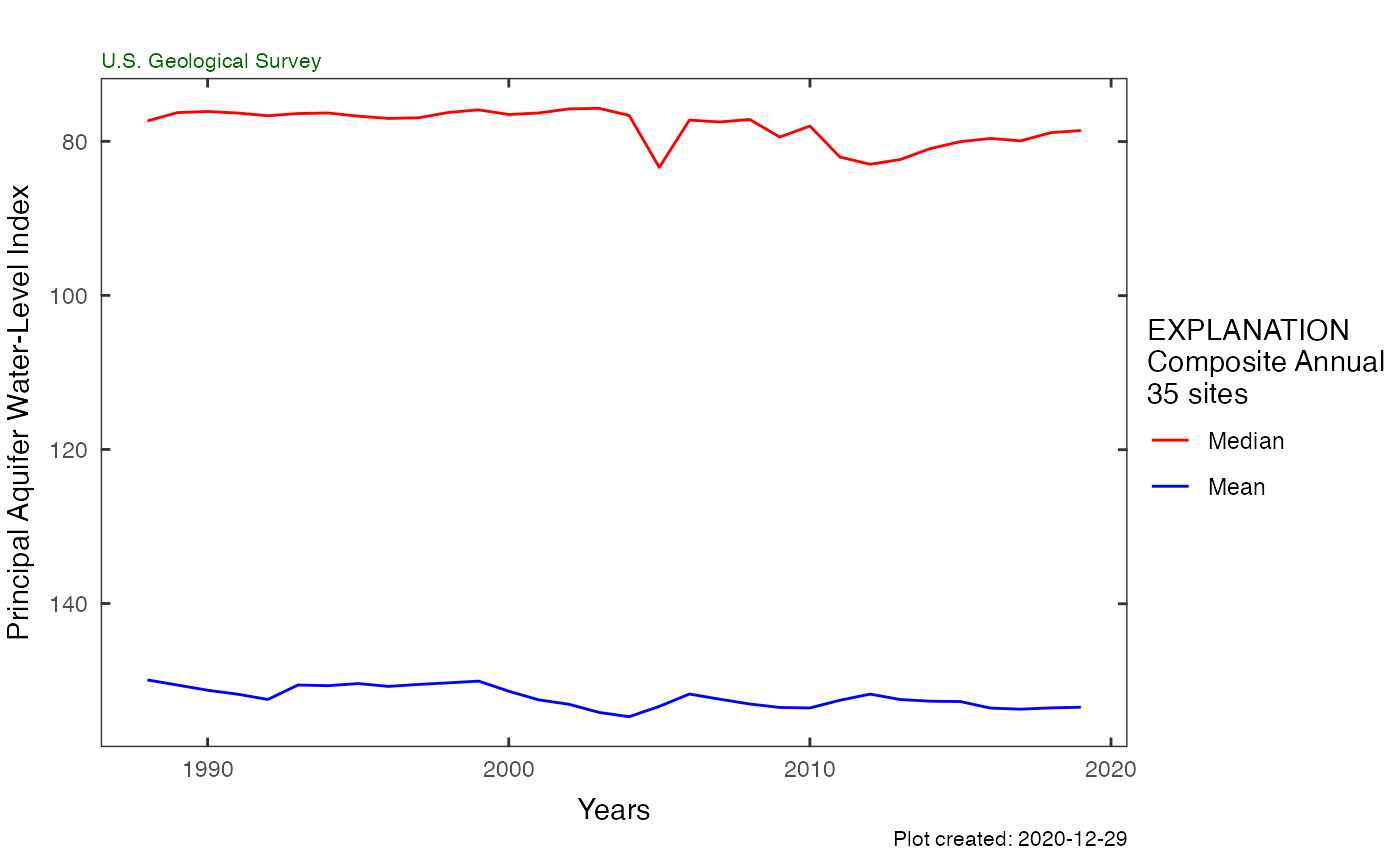 U.S. Geological Survey
Principal Aquifer Water-Level Index
80
100
120
140
1990
2000
2010
2020
Years
EXPLANATION
Composite Annual
35 sites
Median
Mean
Plot created: 2020-12-29